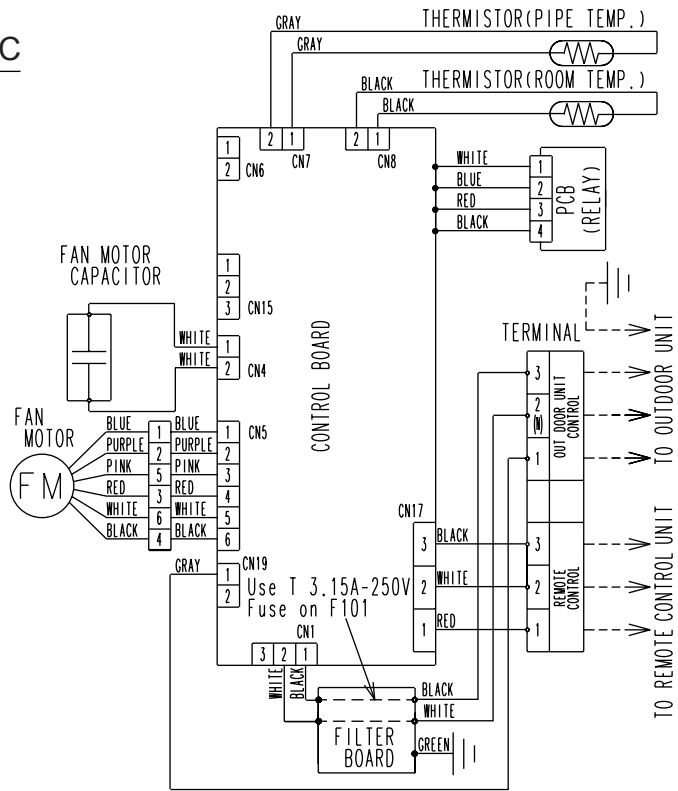 C
GRAY
THERMISTOR(PIPE TEMP.)
GRAY
BLACK
THERMISTOR(ROOM TEMP.)
BLACK
2 1
CN7
2 1
CN8
1
2
CN6
WHITE
BLUE
RED
BLACK
1
2
3
4
PCB
(RELAY)
FAN MOTOR
CAPACITOR
1
2
3
CN15
WHITE
WHITE
1
2
CN4
CONTROL BOARD
TERMINAL
3
2
(N)
1
OUT DOOR UNIT
CONTROL
TO OUTDOOR UNIT
FAN
MOTOR
FM
BLUE 1 BLUE 1
PURPLE 2 PURPLE 2
PINK 5 PINK 3
RED 3 RED 4
WHITE 6 WHITE 5
BLACK 4 BLACK 6
CN5
CN17
3 BLACK 3
2 WHITE 2
1 RED 1
REMOTE
CONTROL
TO REMOTE CONTROL UNIT
GRAY
1
2
CN19
Use T 3.15A-250V
Fuse on F101
CN1
3 2 1
WHITE
BLACK
BLACK
WHITE
FILTER
BOARD
GREEN